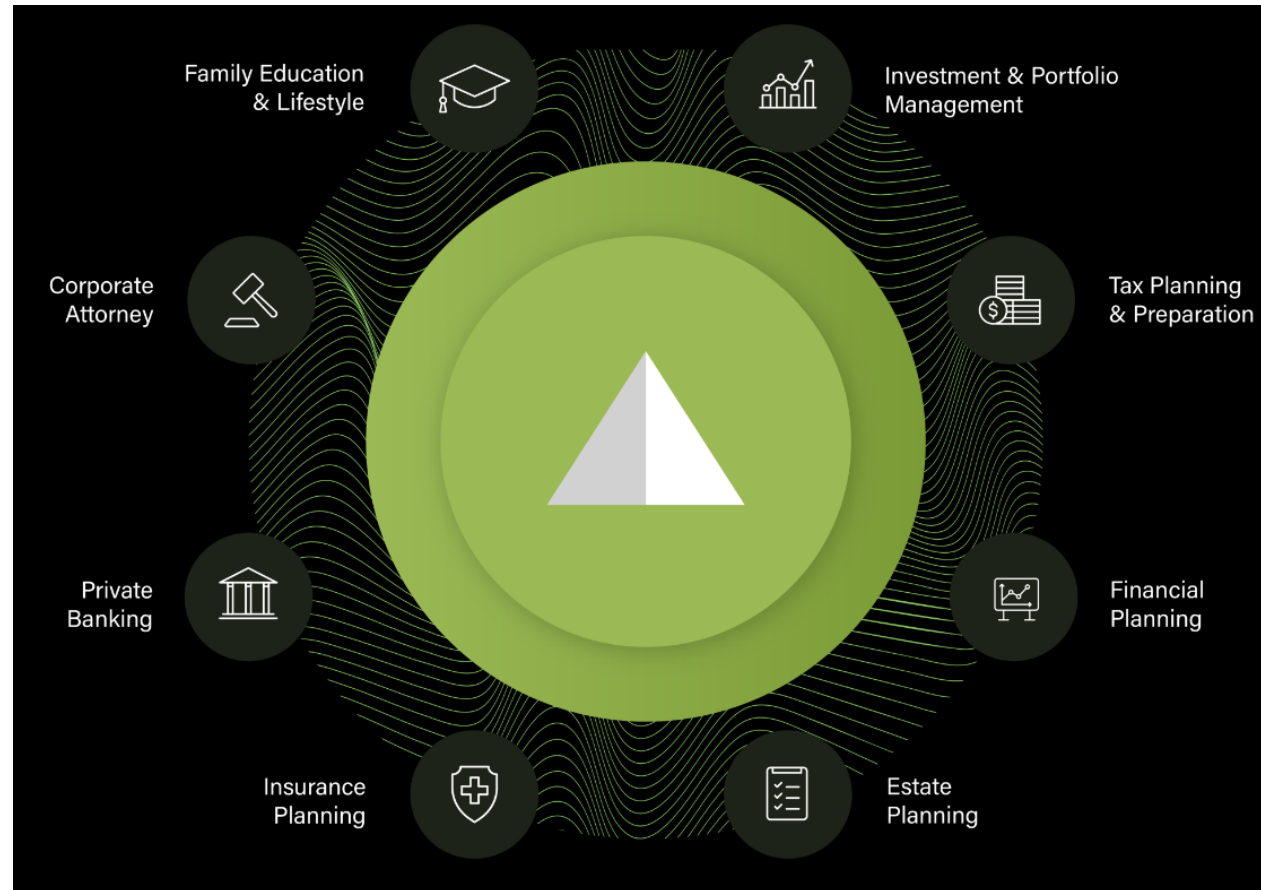 Family Education
& Lifestyle
Investment & Portfolio
Management
Corporate
Attorney
Tax Planning
& Preparation
$
Private
Banking
Financial
Planning
Insurance
Planning
Estate
Planning